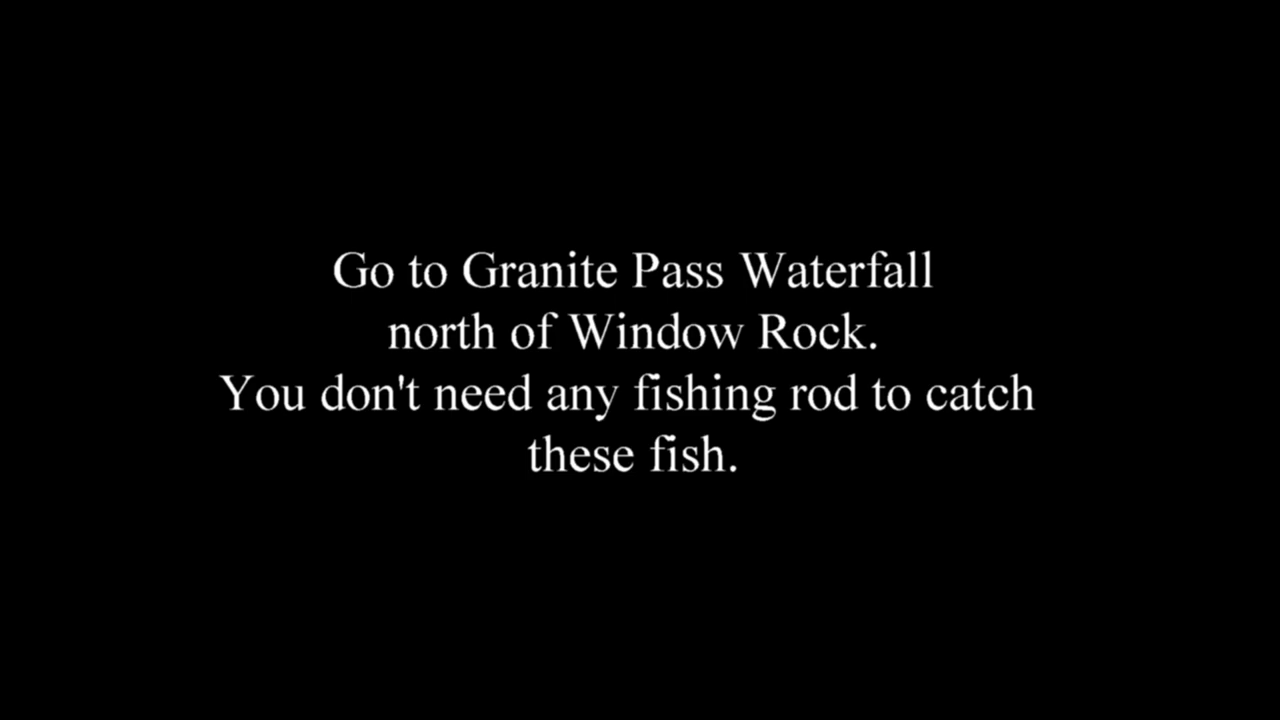 Go to Granite Pass Waterfall
north of Window Rock.
You don't need any fishing rod to catch
these fish.